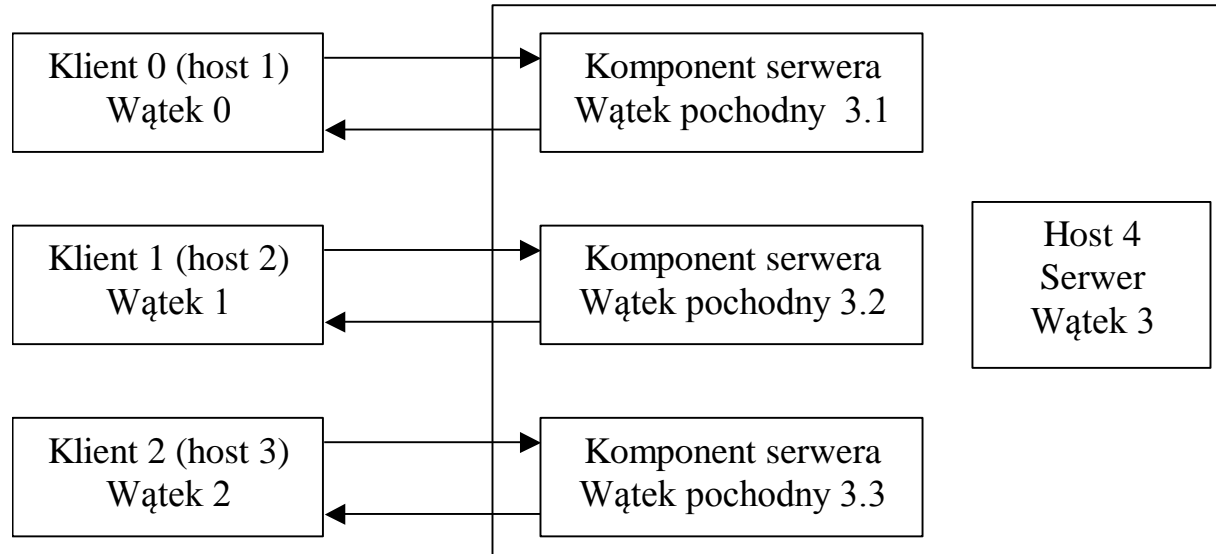 Klient 0 (host 1)
Wątek 0
Komponent serwera
Wątek pochodny 3.1
Klient 1 (host 2)
Wątek 1
Komponent serwera
Wątek pochodny 3.2
Host 4
Serwer
Wątek 3
Klient 2 (host 3)
Wątek 2
Komponent serwera
Wątek pochodny 3.3